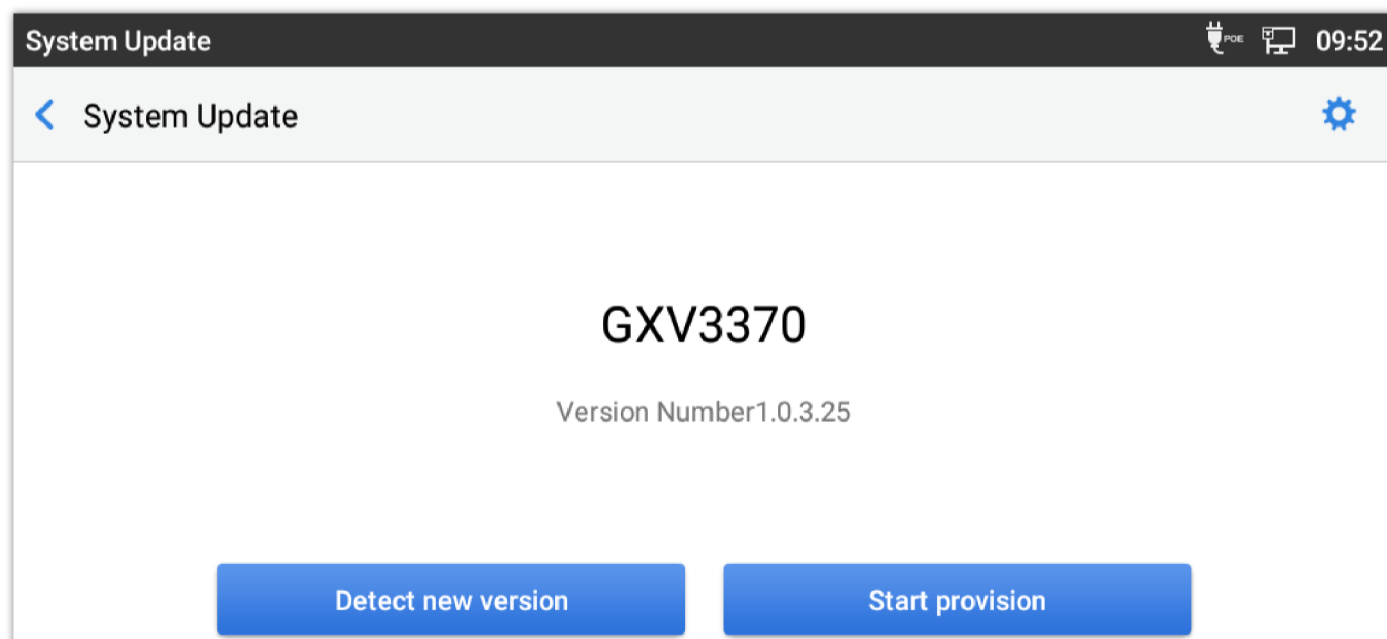 System Update
POE 09:52
System Update
GXV3370
Version Number1.0.3.25
Detect new version
Start provision